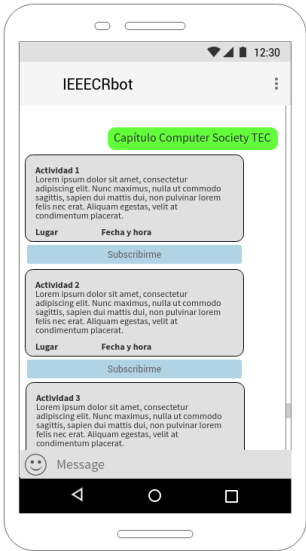 12:30
IEEECRbot
Capítulo Computer Society TEC
Actividad 1
Lorem ipsum dolor sit amet, consectetur
adipiscing elit. Nunc maximus, nulla ut commodo
sagittis, sapien dui mattis dui, non pulvinar lorem
felis nec erat. Aliquam egestas, velit at
condimentum placerat.
Lugar Fecha y hora
Subscribirme
Actividad 2
Lorem ipsum dolor sit amet, consectetur
adipiscing elit. Nunc maximus, nulla ut commodo
sagittis, sapien dui mattis dui, non pulvinar lorem
felis nec erat. Aliquam egestas, velit at
condimentum placerat.
Lugar Fecha y hora
Subscribirme
Actividad 3
Lorem ipsum dolor sit amet, consectetur
adipiscing elit. Nunc maximus, nulla ut commodo
sagittis, sapien dui mattis dui, non pulvinar lorem
felis nec erat. Aliquam egestas, velit at
condimentum placerat.
Message